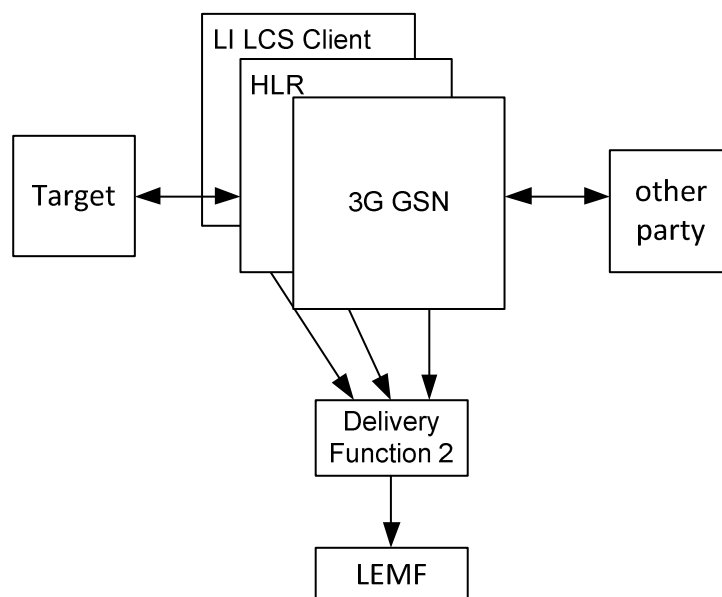 LI LCS Client
HLR
Target
3G GSN
other
party
Delivery
Function 2
LEMF